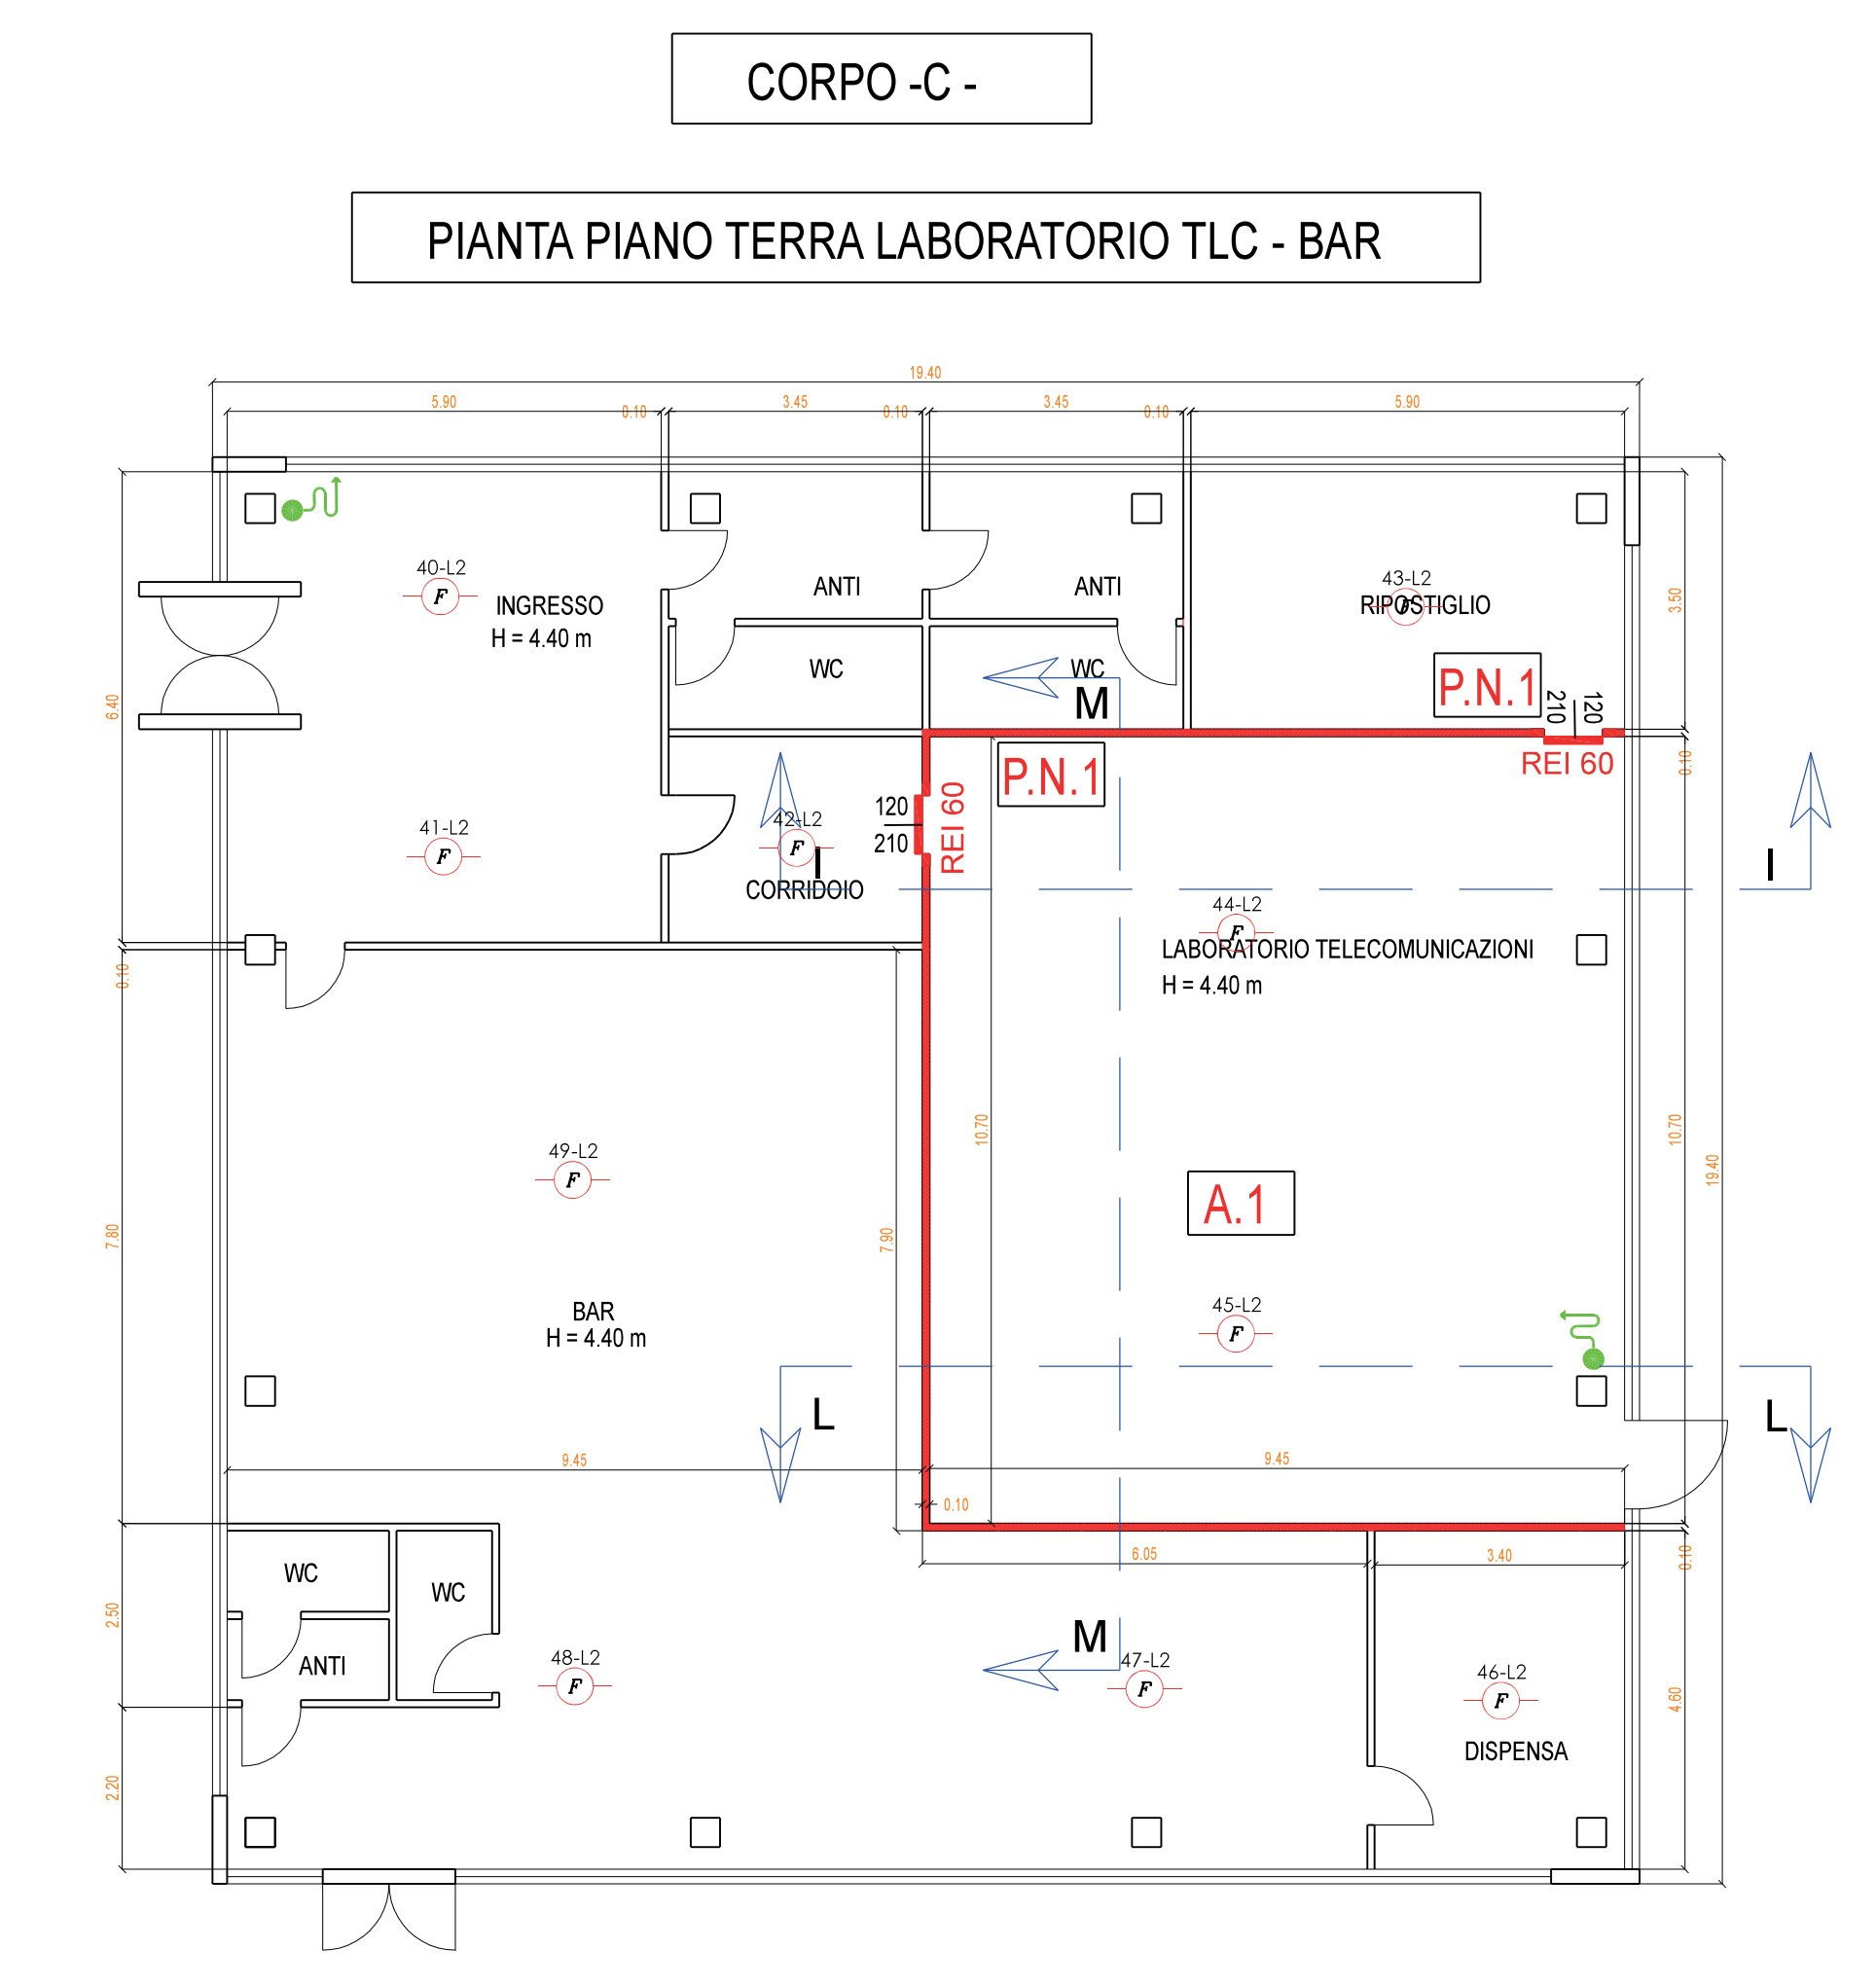 CORPO -C -
PIANTA PIANO TERRA LABORATORIO TLC - BAR
19.40
5.90
0.10
3.45
0.10
3.45
0.10
5.90
40-L2
F
INGRESSO
H = 4.40 m
ANTI
ANTI
43-L2
F
RIPOSTIGLIO
3.50
WC
WC
M
P.N.1
210
120
REI 60
6.40
P.N.1
0.10
120
210
REI 60
41-L2
F
42-L2
F
I
CORRIDOIO
I
44-L2
F
LABORATORIO TELECOMUNICAZIONI
H = 4.40 m
0.10
49-L2
F
10.70
10.70
19.40
A.1
7.80
7.90
BAR
H = 4.40 m
45-L2
F
L
L
9.45
9.45
0.10
6.05
3.40
0.10
WC
WC
2.50
ANTI
48-L2
F
M
47-L2
F
46-L2
F
4.60
DISPENSA
2.20